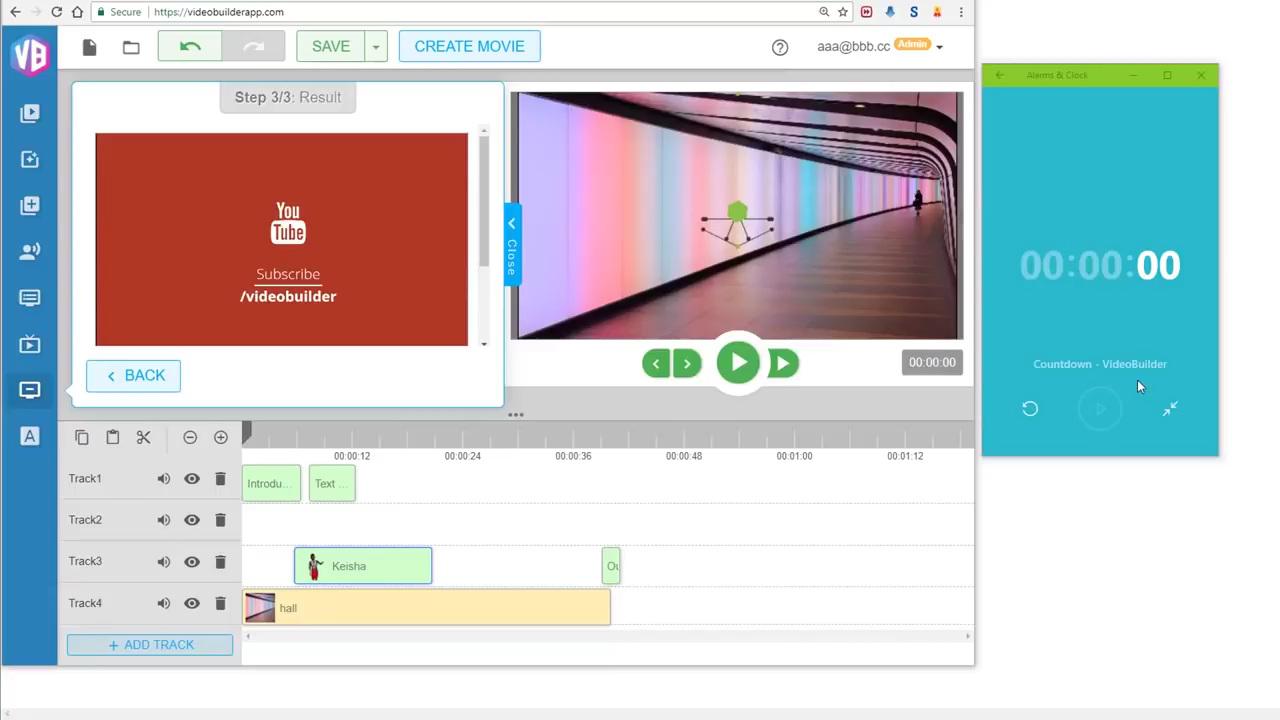 Secure
https://videobuilderapp.com
VB
SAVE
CREATE MOVIE
aaa@bbb.cc
Admin
Step 3/3: Result
You
Tube
Subscribe
/videobuilder
BACK
Close
00:00:00
Alarms & Clock
00:00:00
Countdown - VideoBuilder
00:00:12
00:00:24
00:00:36
00:00:48
00:01:00
00:01:12
Track1
Introdu...
Text ...
Track2
Track3
Keisha
Ou
Track4
hall
+ ADD TRACK
A